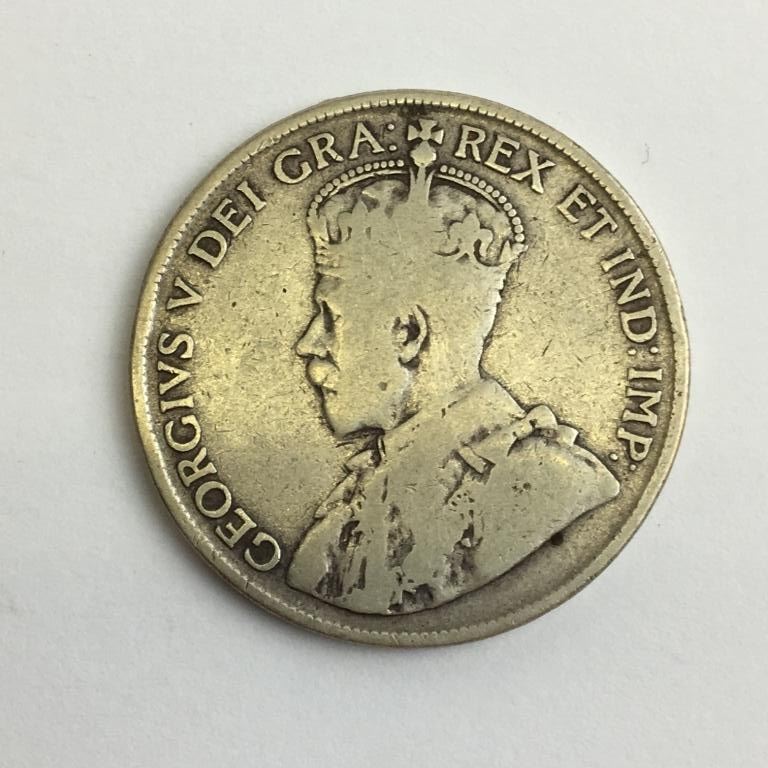 GEORGIVS V DEI GRA: REX ET IND: IMP: